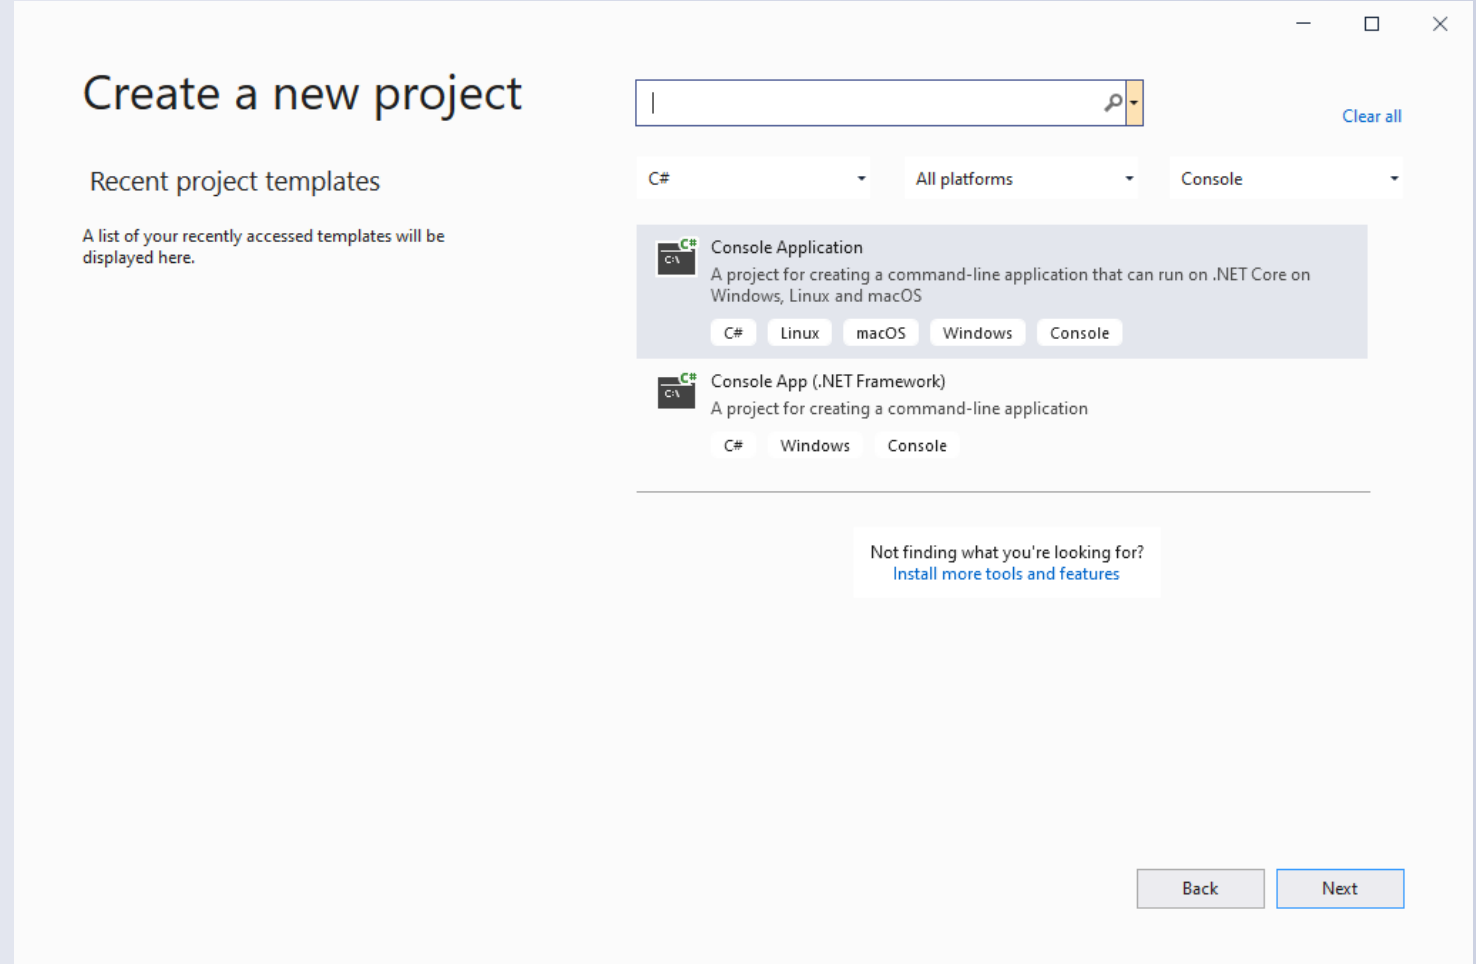 Create a new project
Clear all
Recent project templates
A list of your recently accessed templates will be
displayed here.
C#
All platforms
Console
C#
C:\
Console Application
A project for creating a command-line application that can run on .NET Core on
Windows, Linux and macOS
C#
Linux
macOS
Windows
Console
C#
C:\
Console App (.NET Framework)
A project for creating a command-line application
C#
Windows
Console
Not finding what you're looking for?
Install more tools and features
Back
Next